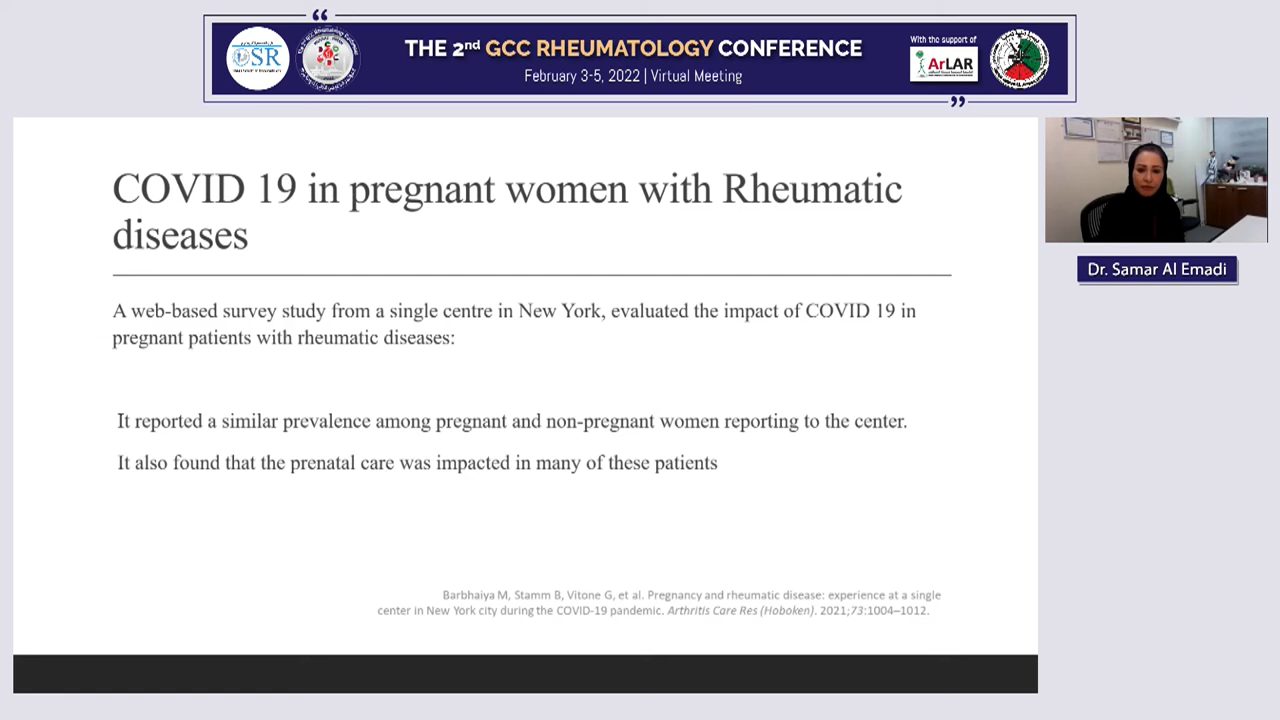 “
THE 2nd GCC RHEUMATOLOGY CONFERENCE
February 3-5, 2022 | Virtual Meeting
OSR
With the support of
ArLAR
”
COVID 19 in pregnant women with Rheumatic
diseases
A web-based survey study from a single centre in New York, evaluated the impact of COVID 19 in
pregnant patients with rheumatic diseases:
It reported a similar prevalence among pregnant and non-pregnant women reporting to the center.
It also found that the prenatal care was impacted in many of these patients
Barbhaiya M, Stamm B, Vitone G, et al. Pregnancy and rheumatic disease: experience at a single
center in New York city during the COVID-19 pandemic. Arthritis Care Res (Hoboken). 2021;73:1004–1012.
Dr. Samar Al Emadi